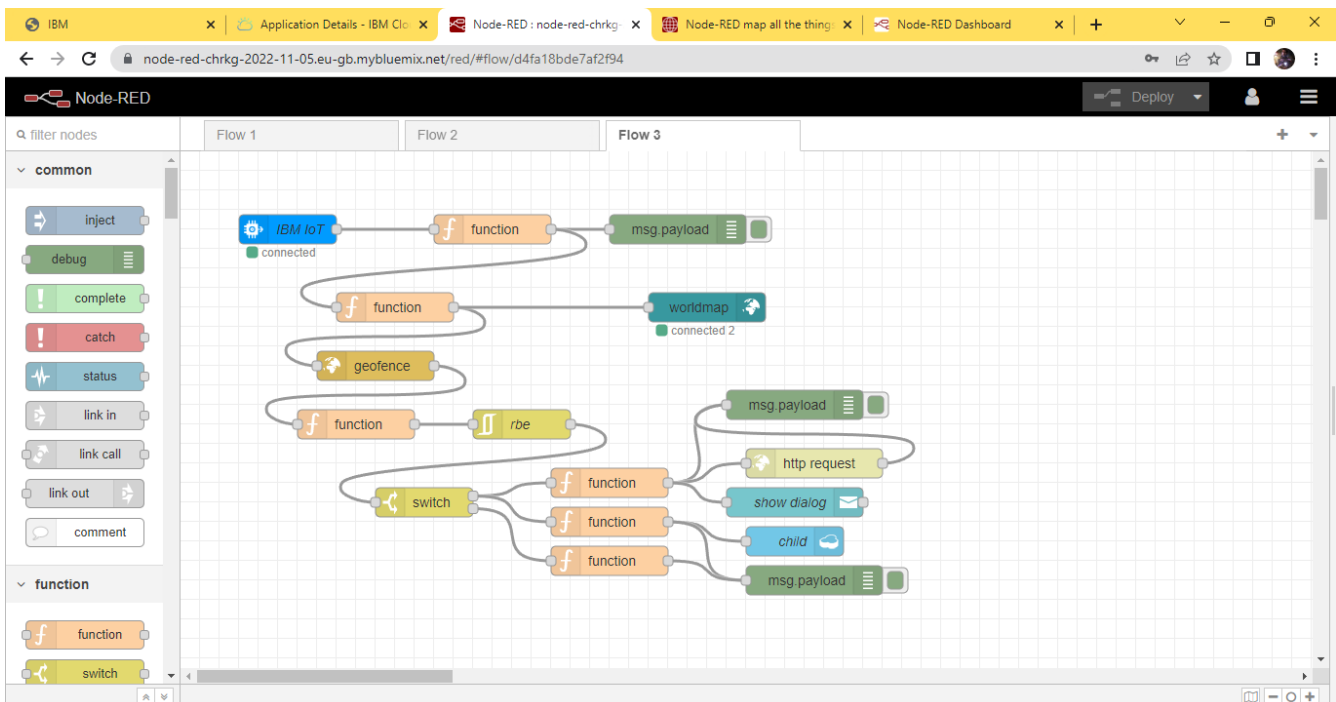 IBM
Application Details - IBM Clo
Node-RED : node-red-chrkg-
Node-RED map all the thing
Node-RED Dashboard
node-red-chrkg-2022-11-05.eu-gb.mybluemix.net/red/#flow/d4fa18bde7af2f94
Node-RED
Deploy
filter nodes
Flow 1
Flow 2
Flow 3
common
inject
debug
complete
catch
status
link in
link call
link out
comment
function
function
switch
IBM IoT
connected
function
msg.payload
function
worldmap
connected 2
geofence
function
rbe
msg.payload
http request
switch
function
show dialog
function
child
function
msg.payload